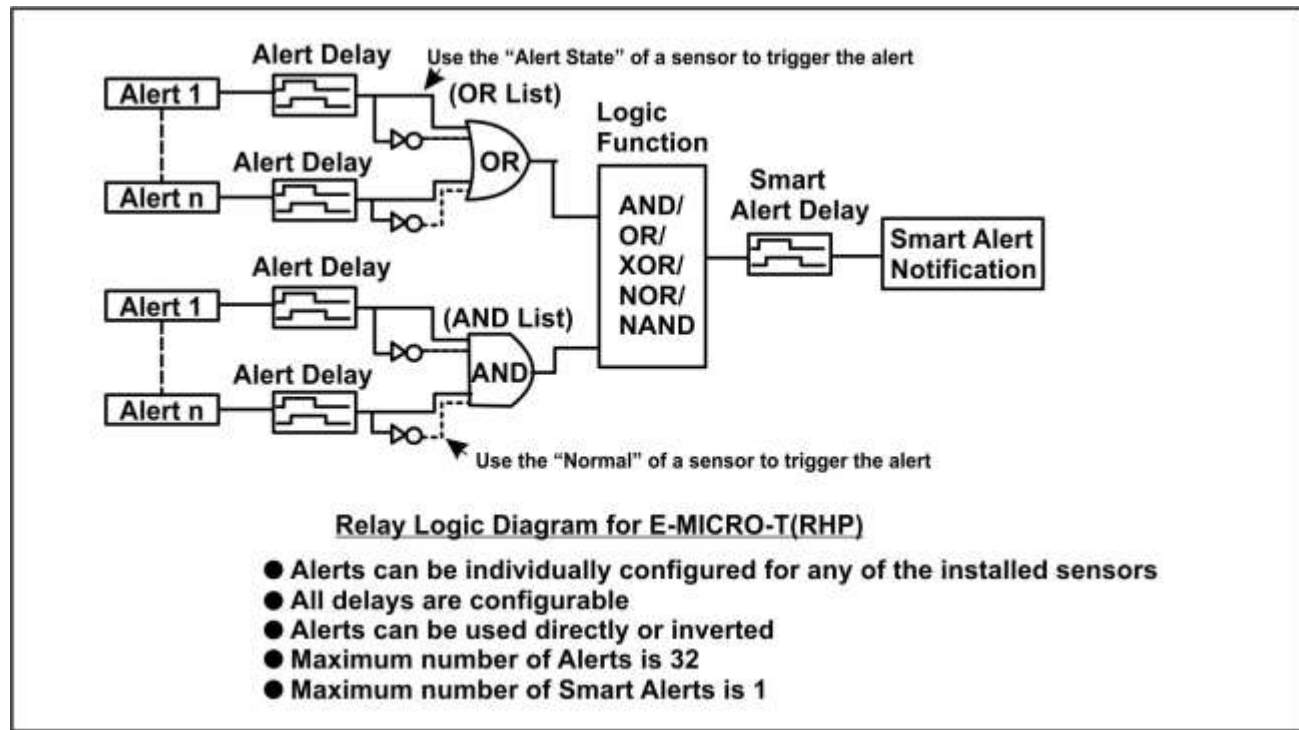 Alert Delay
Use the “Alert State” of a sensor to trigger the alert
Alert 1
(OR List)
Logic
Function
Alert Delay
OR
Alert n
AND/
OR/
XOR/
NOR/
NAND
Smart
Alert Delay
Smart Alert
Notification
Alert Delay
Alert 1
(AND List)
Alert Delay
AND
Alert n
Use the “Normal” of a sensor to trigger the alert
Relay Logic Diagram for E-MICRO-T(RHP)
● Alerts can be individually configured for any of the installed sensors
● All delays are configurable
● Alerts can be used directly or inverted
● Maximum number of Alerts is 32
● Maximum number of Smart Alerts is 1